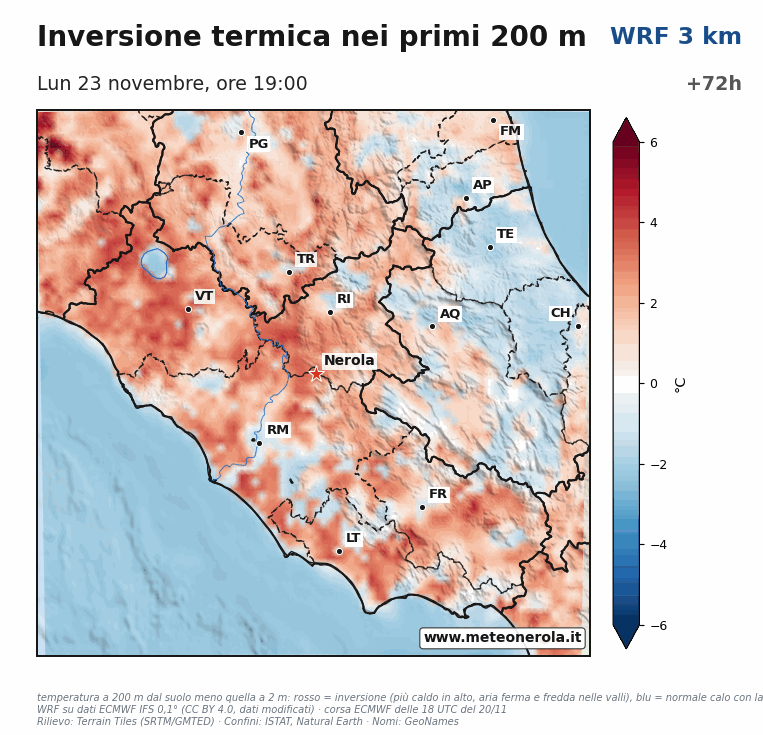 Inversione termica nei primi 200 m WRF 3 km
Lun 23 novembre, ore 19:00 +72h
FM
PG
AP
TE
TR
VT
RI
AQ
CH.
Nerola
RM
FR
LT
6
4
2
0
−2
−4
−6
°C
www.meteonerola.it
temperatura a 200 m dal suolo meno quella a 2 m: rosso = inversione (più caldo in alto, aria ferma e fredda nelle valli), blu = normale calo con la
WRF su dati ECMWF IFS 0,1° (CC BY 4.0, dati modificati) · corsa ECMWF delle 18 UTC del 20/11
Rilievo: Terrain Tiles (SRTM/GMTED) · Confini: ISTAT, Natural Earth · Nomi: GeoNames